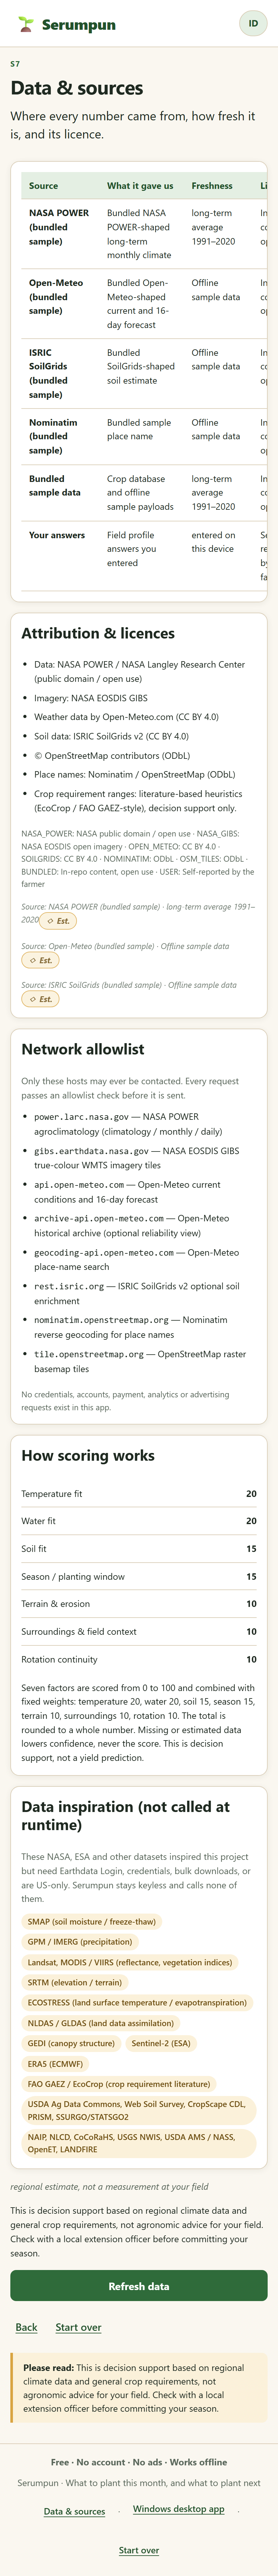 Serumpun
ID
S7
Data & sources
Where every number came from, how fresh it
is, and its licence.
Source What it gave us Freshness Li
NASA POWER
(bundled
sample)
Bundled NASA
POWER-shaped
long-term
monthly climate
long-term
average
1991–2020
Open-Meteo
(bundled
sample)
Bundled Open-
Meteo-shaped
current and 16-
day forecast
Offline
sample data
ISRIC
SoilGrids
(bundled
sample)
Bundled
SoilGrids-shaped
soil estimate
Offline
sample data
Nominatim
(bundled
sample)
Bundled sample
place name
Offline
sample data
Bundled
sample data
Crop database
and offline
sample payloads
long-term
average
1991–2020
Your answers
Field profile
answers you
entered
entered on
this device
Attribution & licences
• Data: NASA POWER / NASA Langley Research Center
(public domain / open use)
• Imagery: NASA EOSDIS GIBS
• Weather data by Open-Meteo.com (CC BY 4.0)
• Soil data: ISRIC SoilGrids v2 (CC BY 4.0)
• © OpenStreetMap contributors (ODbL)
• Place names: Nominatim / OpenStreetMap (ODbL)
• Crop requirement ranges: literature-based heuristics
(EcoCrop / FAO GAEZ-style), decision support only.
NASA_POWER: NASA public domain / open use · NASA_GIBS:
NASA EOSDIS open imagery · OPEN_METEO: CC BY 4.0 ·
SOILGRIDS: CC BY 4.0 · NOMINATIM: ODbL · OSM_TILES: ODbL ·
BUNDLED: In-repo content, open use · USER: Self-reported by the
farmer
Source: NASA POWER (bundled sample) · long-term average 1991–
2020 ◇ Est.
Source: Open-Meteo (bundled sample) · Offline sample data
◇ Est.
Source: ISRIC SoilGrids (bundled sample) · Offline sample data
◇ Est.
Network allowlist
Only these hosts may ever be contacted. Every request
passes an allowlist check before it is sent.
• power.larc.nasa.gov — NASA POWER
agroclimatology (climatology / monthly / daily)
• gibs.earthdata.nasa.gov — NASA EOSDIS GIBS
true-colour WMTS imagery tiles
• api.open-meteo.com — Open-Meteo current
conditions and 16-day forecast
• archive-api.open-meteo.com — Open-Meteo
historical archive (optional reliability view)
• geocoding-api.open-meteo.com — Open-Meteo
place-name search
• rest.isric.org — ISRIC SoilGrids v2 optional soil
enrichment
• nominatim.openstreetmap.org — Nominatim
reverse geocoding for place names
• tile.openstreetmap.org — OpenStreetMap raster
basemap tiles
No credentials, accounts, payment, analytics or advertising
requests exist in this app.
How scoring works
Temperature fit 20
Water fit 20
Soil fit 15
Season / planting window 15
Terrain & erosion 10
Surroundings & field context 10
Rotation continuity 10
Seven factors are scored from 0 to 100 and combined with
fixed weights: temperature 20, water 20, soil 15, season 15,
terrain 10, surroundings 10, rotation 10. The total is
rounded to a whole number. Missing or estimated data
lowers confidence, never the score. This is decision
support, not a yield prediction.
Data inspiration (not called at
runtime)
These NASA, ESA and other datasets inspired this project
but need Earthdata Login, credentials, bulk downloads, or
are US-only. Serumpun stays keyless and calls none of
them.
SMAP (soil moisture / freeze-thaw)
GPM / IMERG (precipitation)
Landsat, MODIS / VIIRS (reflectance, vegetation indices)
SRTM (elevation / terrain)
ECOSTRESS (land surface temperature / evapotranspiration)
NLDAS / GLDAS (land data assimilation)
GEDI (canopy structure) Sentinel-2 (ESA)
ERA5 (ECMWF)
FAO GAEZ / EcoCrop (crop requirement literature)
USDA Ag Data Commons, Web Soil Survey, CropScape CDL,
PRISM, SSURGO/STATSGO2
NAIP, NLCD, CoCoRaHS, USGS NWIS, USDA AMS / NASS,
OpenET, LANDFIRE
regional estimate, not a measurement at your field
This is decision support based on regional climate data and
general crop requirements, not agronomic advice for your field.
Check with a local extension officer before committing your
season.
Refresh data
Back Start over
Please read: This is decision support based on regional
climate data and general crop requirements, not
agronomic advice for your field. Check with a local
extension officer before committing your season.
Free · No account · No ads · Works offline
Serumpun · What to plant this month, and what to plant next
Data & sources · Windows desktop app ·
Start over